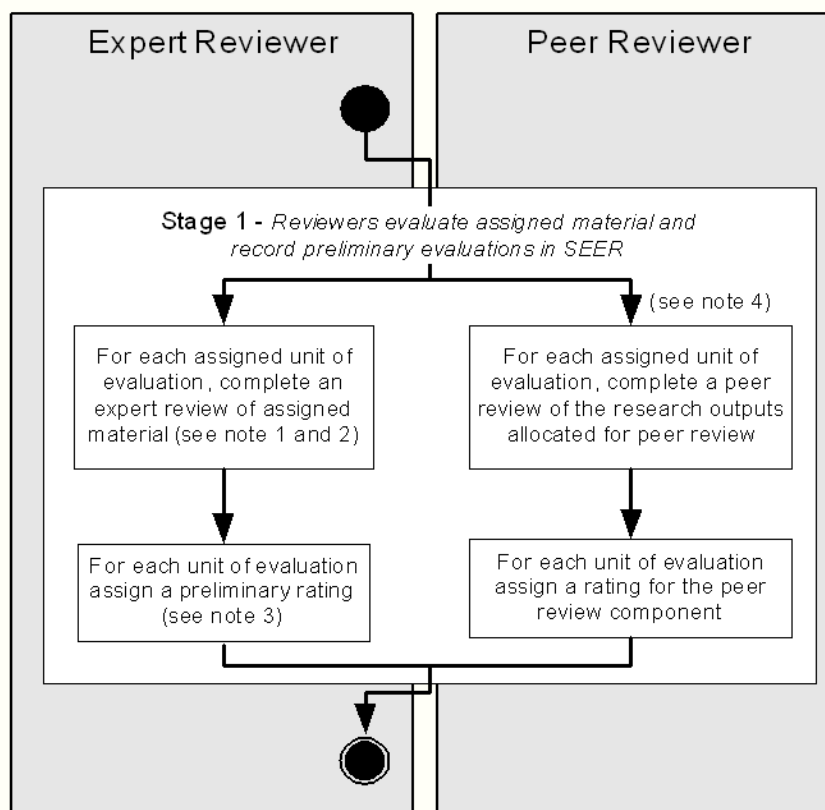 Expert Reviewer
Peer Reviewer
Stage 1 - Reviewers evaluate assigned material and
record preliminary evaluations in SEER
(see note 4)
For each assigned unit of
evaluation, complete an
expert review of assigned
material (see note 1 and 2)
For each assigned unit of
evaluation, complete a peer
review of the research outputs
allocated for peer review
For each unit of evaluation
assign a preliminary rating
(see note 3)
For each unit of evaluation
assign a rating for the peer
review component